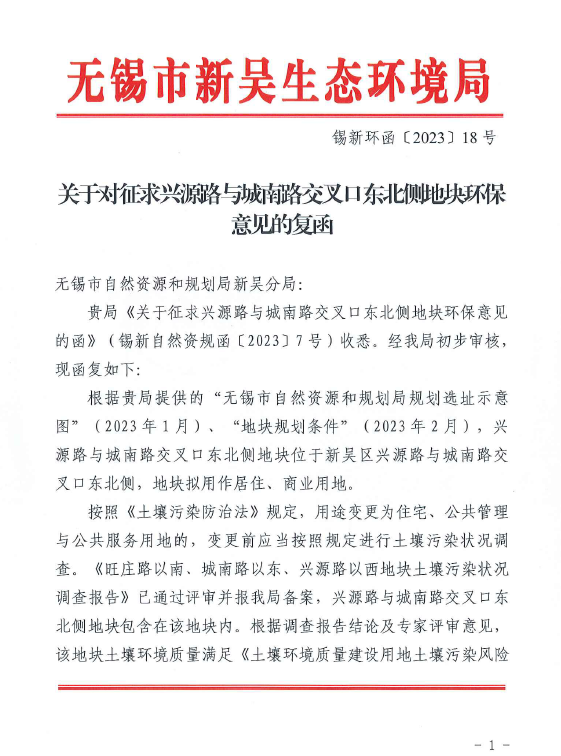 无锡市新吴生态环境局
锡新环函〔2023〕18 号
关于对征求兴源路与城南路交叉口东北侧地块环保
意见的复函
无锡市自然资源和规划局新吴分局：
贵局《关于征求兴源路与城南路交叉口东北侧地块环保意见
的函》（锡新自然资规函〔2023〕7 号）收悉。经我局初步审核，
现函复如下：
根据贵局提供的“无锡市自然资源和规划局规划选址示意
图”（2023 年 1 月）、“地块规划条件”（2023 年 2 月），兴
源路与城南路交叉口东北侧地块位于新吴区兴源路与城南路交
叉口东北侧，地块拟用作居住、商业用地。
按照《土壤污染防治法》规定，用途变更为住宅、公共管理
与公共服务用地的，变更前应当按照规定进行土壤污染状况调
查。《旺庄路以南、城南路以东、兴源路以西地块土壤污染状况
调查报告》已通过评审并报我局备案，兴源路与城南路交叉口东
北侧地块包含在该地块内。根据调查报告结论及专家评审意见，
该地块土壤环境质量满足《土壤环境质量建设用地土壤污染风险
- 1 -